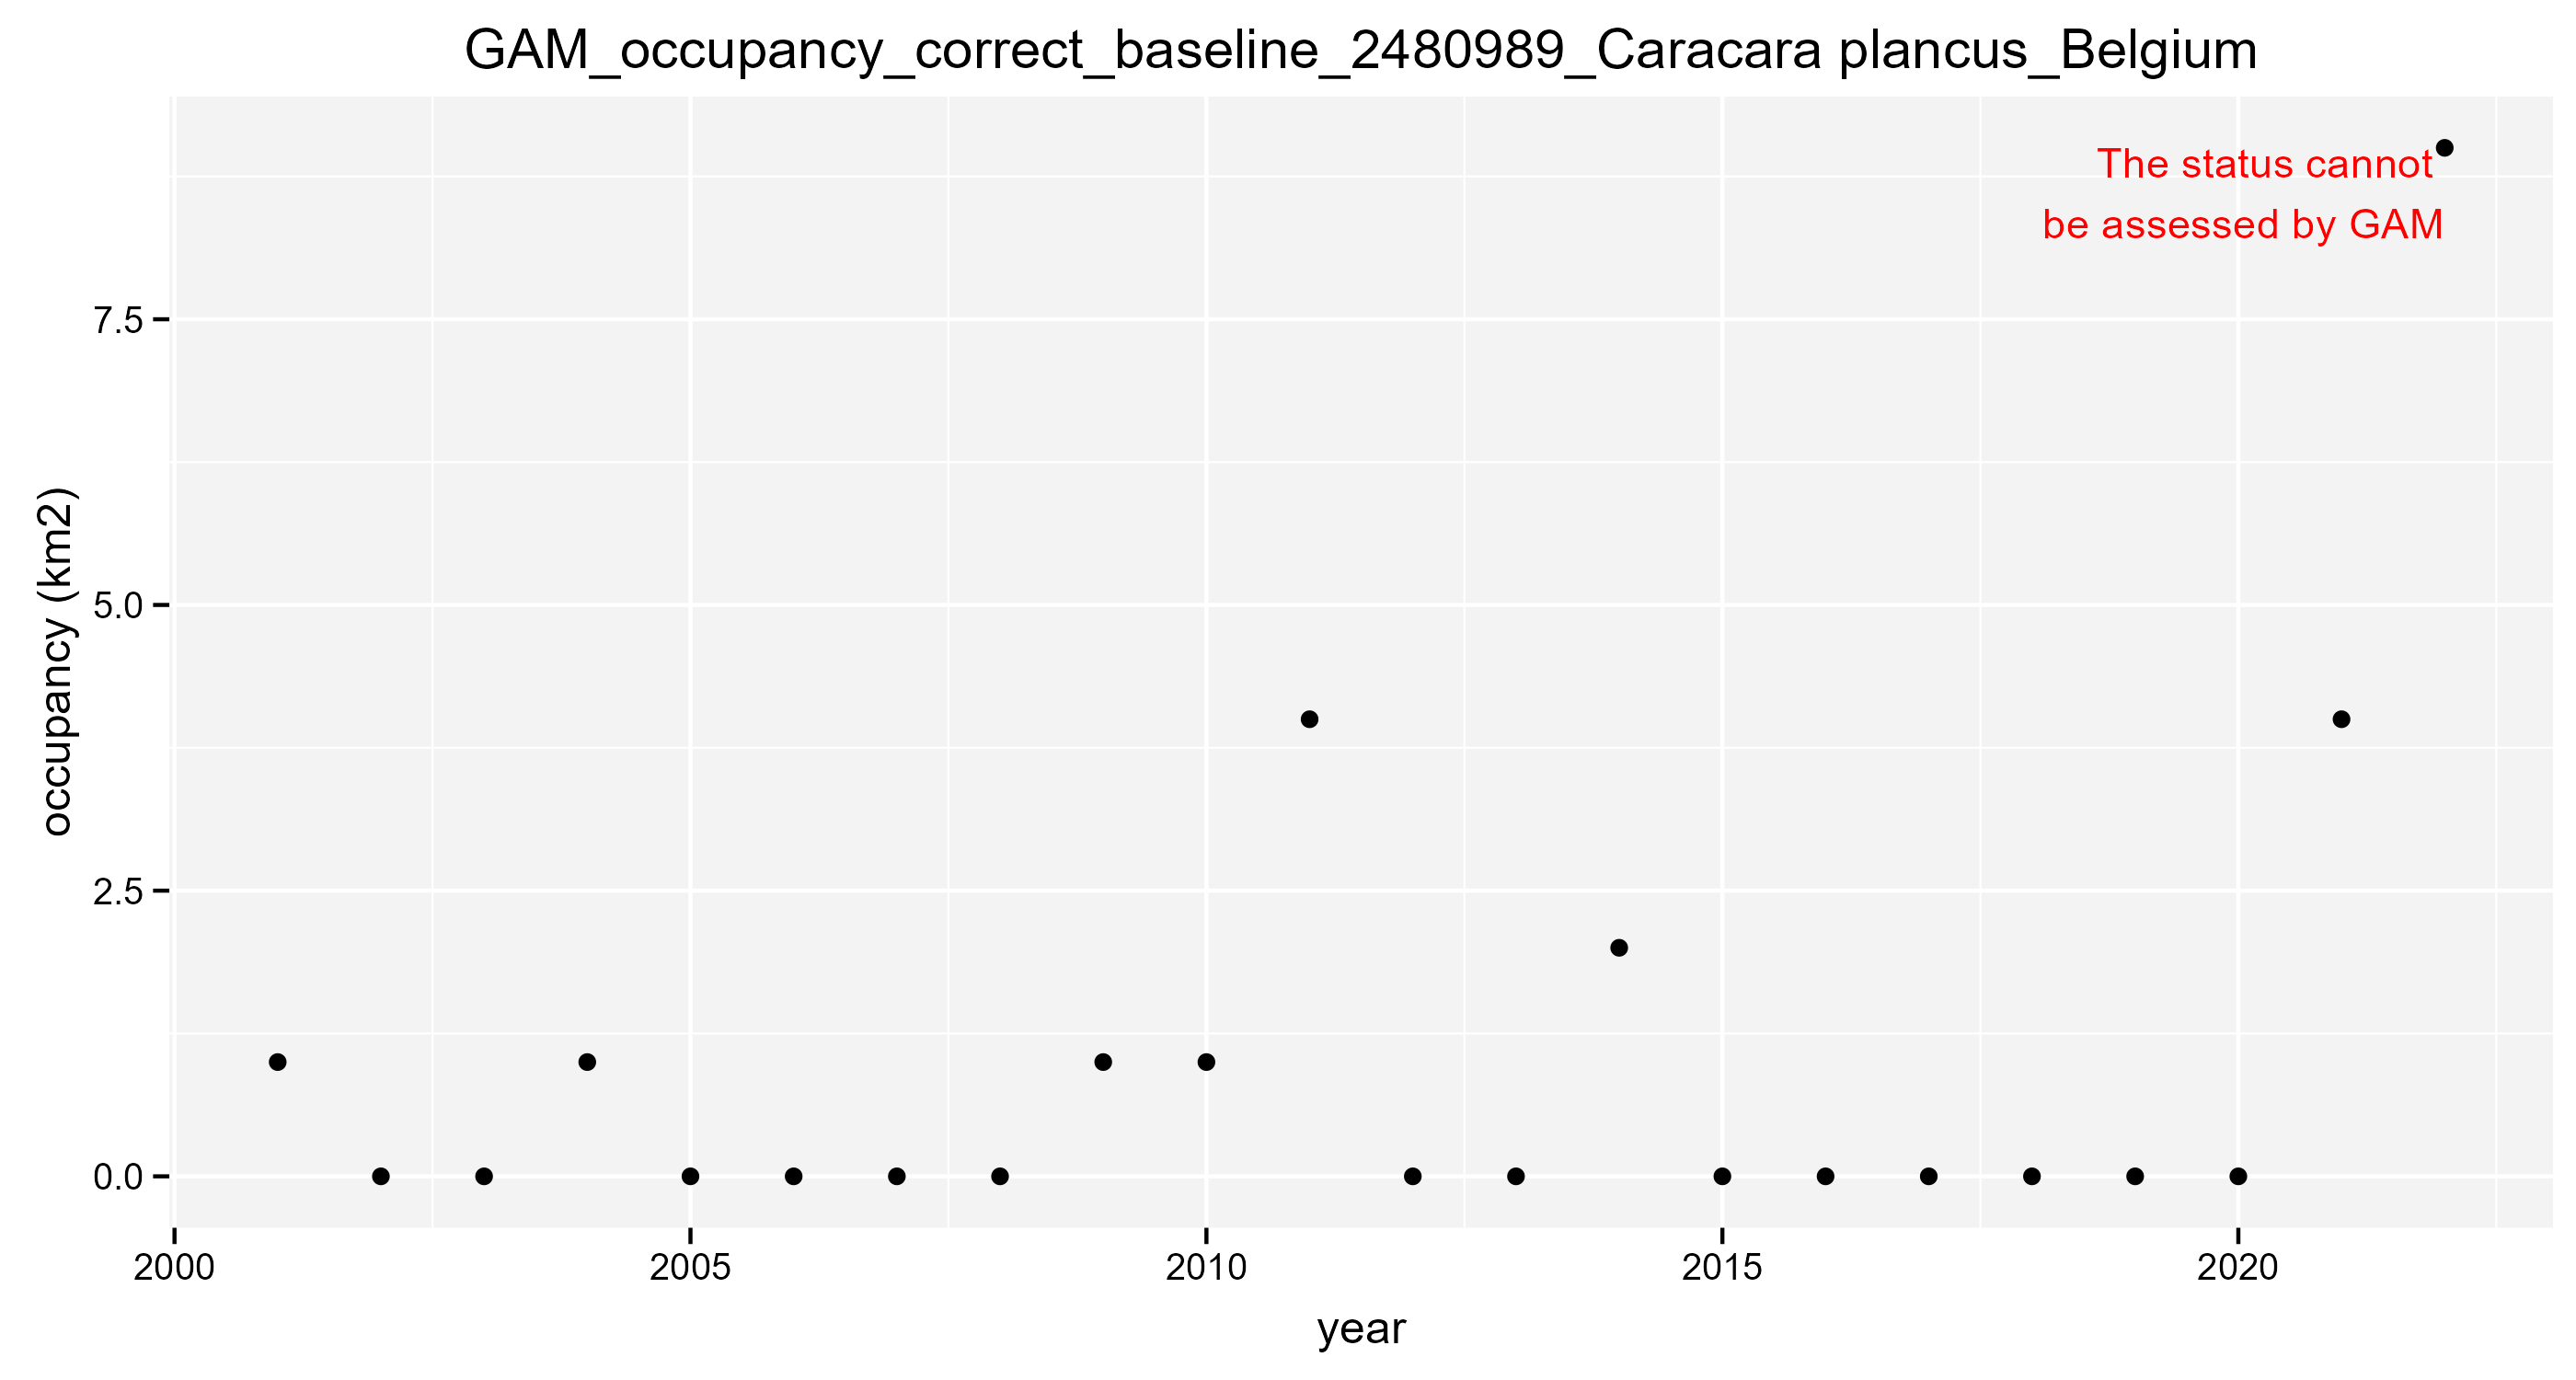 GAM_occupancy_correct_baseline_2480989_Caracara plancus_Belgium
The status cannot
be assessed by GAM
occupancy (km2)
7.5
5.0
2.5
0.0
2000 2005 2010 2015 2020
year